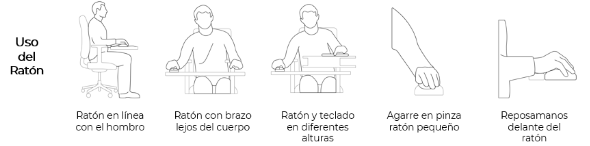 Uso
del
Ratón
Ratón en línea
con el hombro
Ratón con brazo
lejos del cuerpo
Ratón y teclado
en diferentes
alturas
Agarre en pinza
ratón pequeño
Reposamanos
delante del
ratón